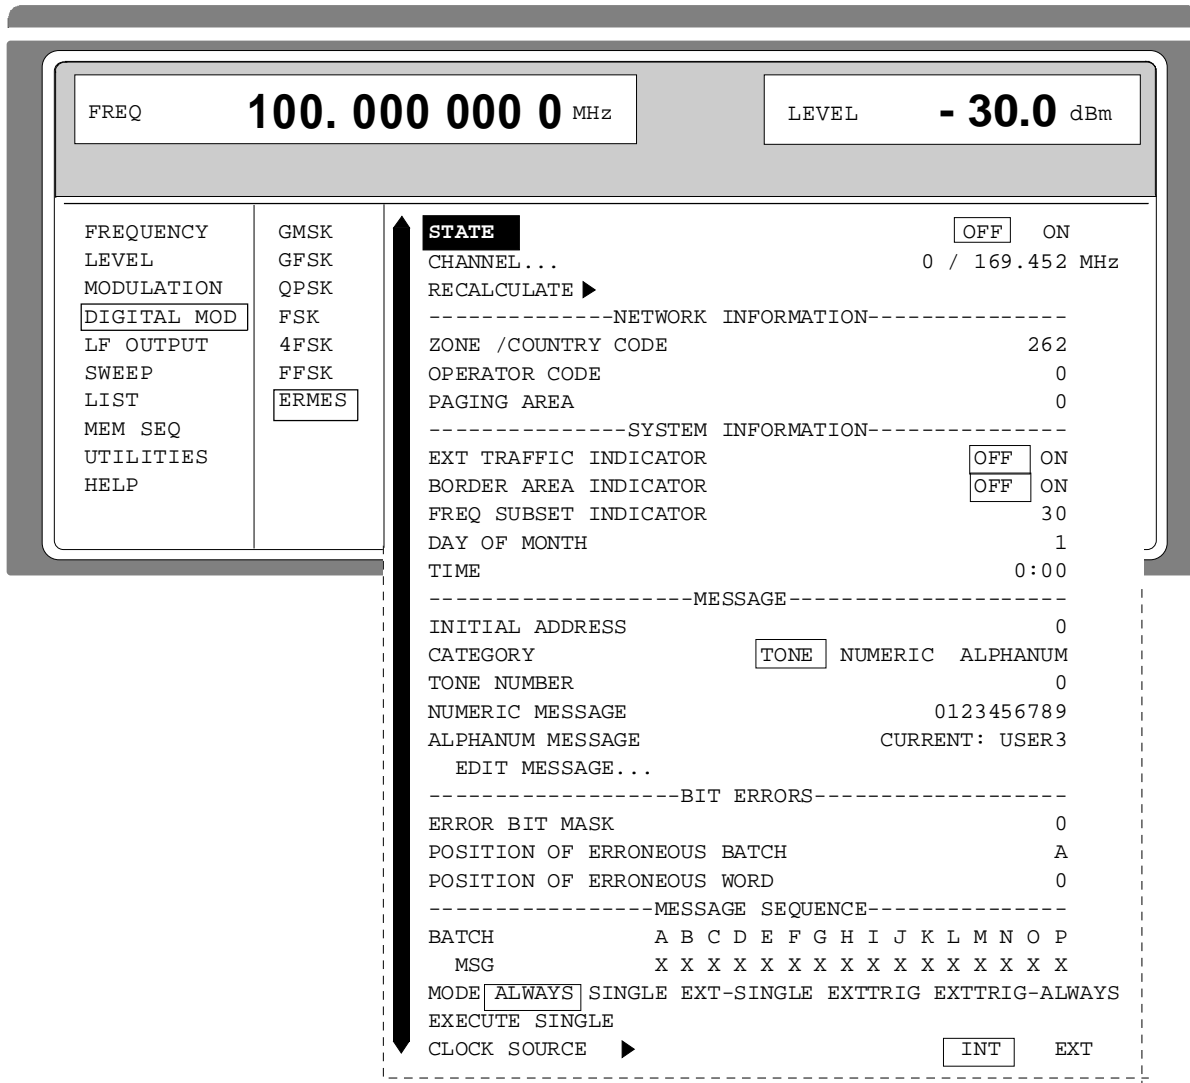 FREQ 100. 000 000 0 MHz
LEVEL - 30.0 dBm
FREQUENCY
LEVEL
MODULATION
DIGITAL MOD
LF OUTPUT
SWEEP
LIST
MEM SEQ
UTILITIES
HELP
GMSK
GFSK
QPSK
FSK
4FSK
FFSK
ERMES
STATE OFF ON
CHANNEL... 0 / 169.452 MHz
RECALCULATE
--------------NETWORK INFORMATION---------------
ZONE /COUNTRY CODE 262
OPERATOR CODE 0
PAGING AREA 0
---------------SYSTEM INFORMATION---------------
EXT TRAFFIC INDICATOR OFF ON
BORDER AREA INDICATOR OFF ON
FREQ SUBSET INDICATOR 30
DAY OF MONTH 1
TIME 0:00
--------------------MESSAGE---------------------
INITIAL ADDRESS 0
CATEGORY TONE NUMERIC ALPHANUM
TONE NUMBER 0
NUMERIC MESSAGE 0123456789
ALPHANUM MESSAGE CURRENT: USER3
EDIT MESSAGE...
-------------------BIT ERRORS-------------------
ERROR BIT MASK 0
POSITION OF ERRONEOUS BATCH A
POSITION OF ERRONEOUS WORD 0
-----------------MESSAGE SEQUENCE---------------
BATCH A B C D E F G H I J K L M N O P
MSG X X X X X X X X X X X X X X X X
MODE ALWAYS SINGLE EXT-SINGLE EXTTRIG EXTTRIG-ALWAYS
EXECUTE SINGLE
CLOCK SOURCE INT EXT